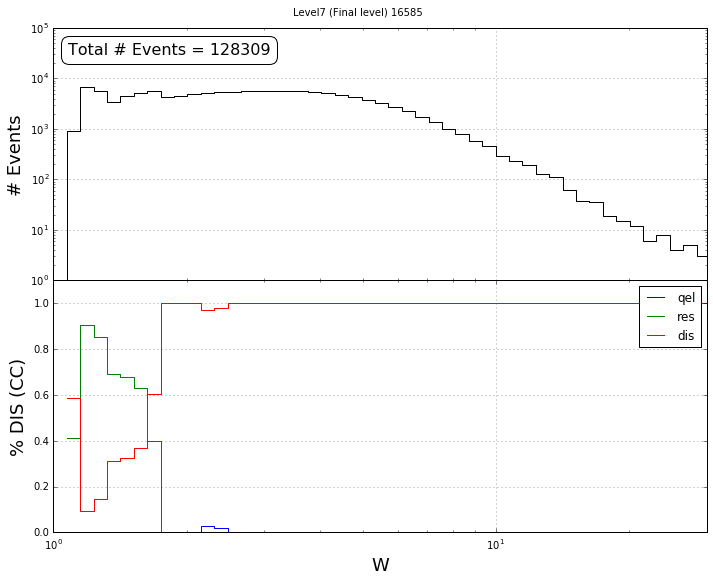 Level7 (Final level) 16585
10^5
Total # Events = 128309
10^4
10^3
# Events
10^2
10^1
10^0
1.0
qel
res
dis
0.8
0.6
% DIS (CC)
0.4
0.2
0.0
10^0
10^1
W